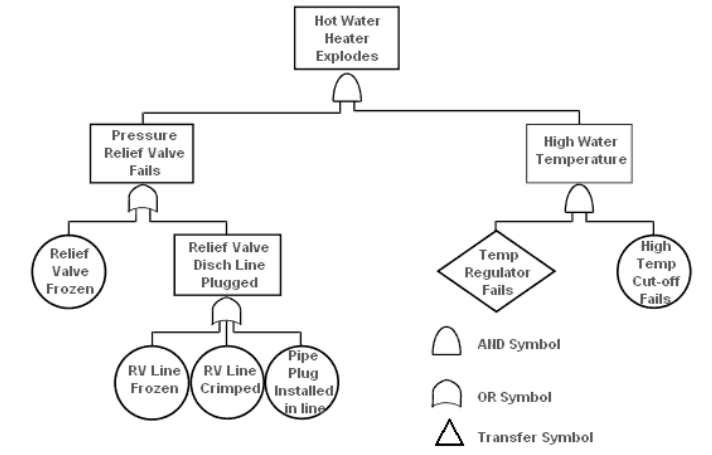 Hot Water
Heater
Explodes
Pressure
Relief Valve
Fails
High Water
Temperature
Relief
Valve
Frozen
Relief Valve
Disch Line
Plugged
Temp
Regulator
Fails
High
Temp
Cut-off
Fails
RV Line
Frozen
RV Line
Crimped
Pipe
Plug
Installed
in line
AND Symbol
OR Symbol
Transfer Symbol